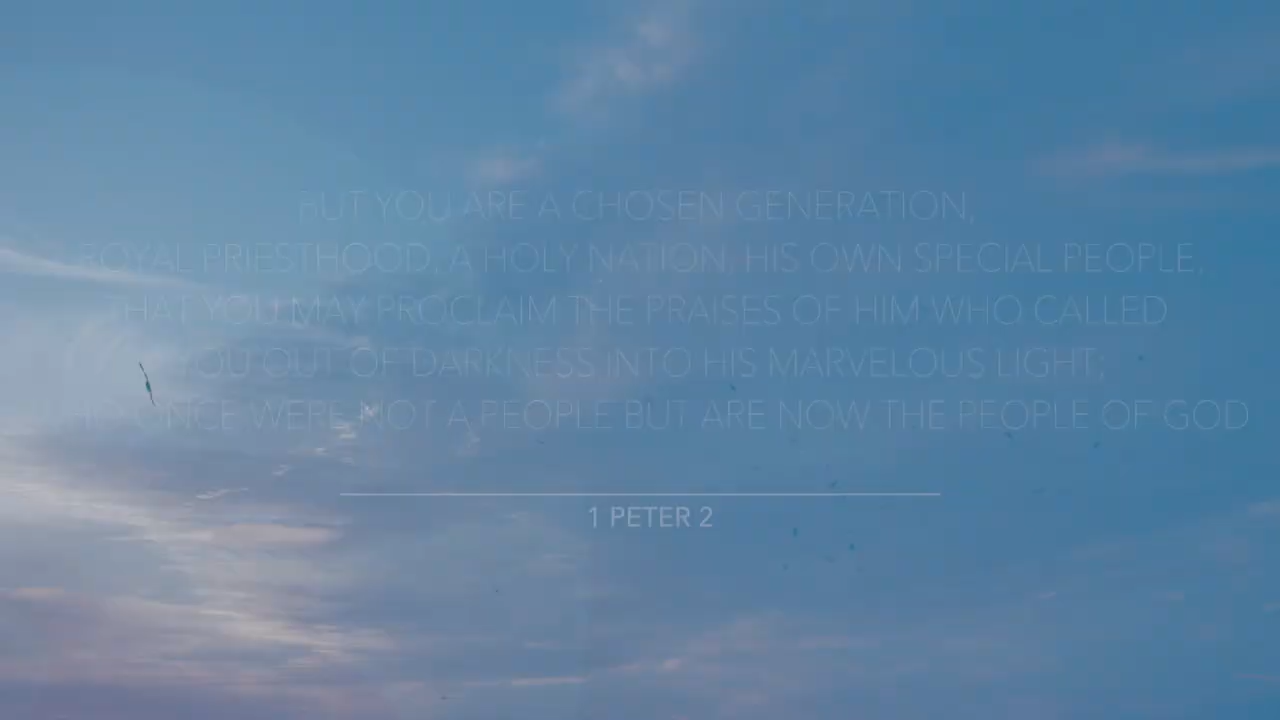 BUT YOU ARE A CHOSEN GENERATION,
ROYAL PRIESTHOOD, A HOLY NATION, HIS OWN SPECIAL PEOPLE,
THAT YOU MAY PROCLAIM THE PRAISES OF HIM WHO CALLED
YOU OUT OF DARKNESS INTO HIS MARVELOUS LIGHT;
ONCE WERE NOT A PEOPLE BUT ARE NOW THE PEOPLE OF GOD
1 PETER 2